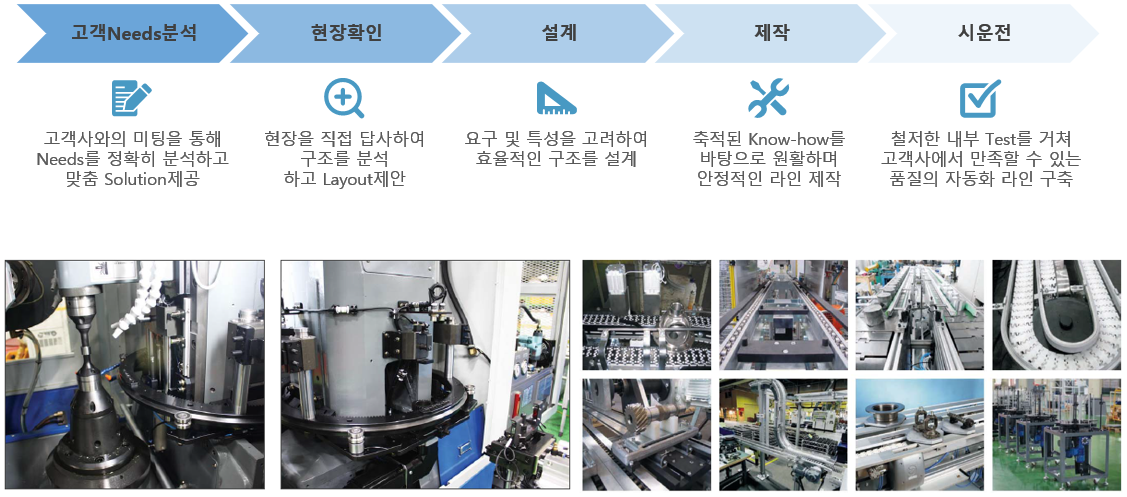 고객Needs분석
현장확인
설계
제작
시운전
고객사와의 미팅을 통해
Needs를 정확히 분석하고
맞춤 Solution제공
현장을 직접 답사하여
구조를 분석
하고 Layout제안
요구 및 특성을 고려하여
효율적인 구조를 설계
축적된 Know-how를
바탕으로 원활하며
안정적인 라인 제작
철저한 내부 Test를 거쳐
고객사에서 만족할 수 있는
품질의 자동화 라인 구축